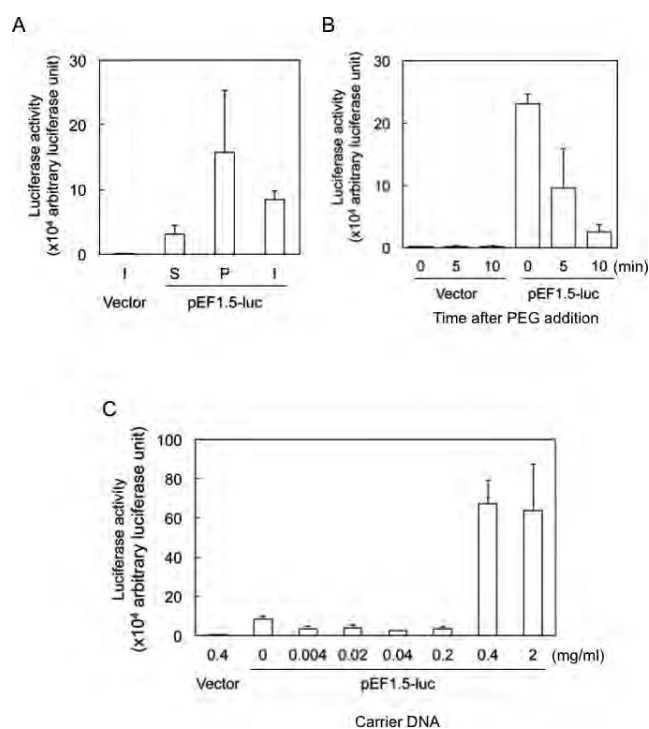 A
Luciferase activity
(x10⁴ arbitrary luciferase unit)
30
20
10
0
I S P I
Vector pEF1.5-luc
B
Luciferase activity
(x10⁴ arbitrary luciferase unit)
30
20
10
0
0 5 10 0 5 10 (min)
Vector pEF1.5-luc
Time after PEG addition
C
Luciferase activity
(x10⁴ arbitrary luciferase unit)
100
80
60
40
20
0
0.4 0 0.004 0.02 0.04 0.2 0.4 2 (mg/ml)
Vector pEF1.5-luc
Carrier DNA